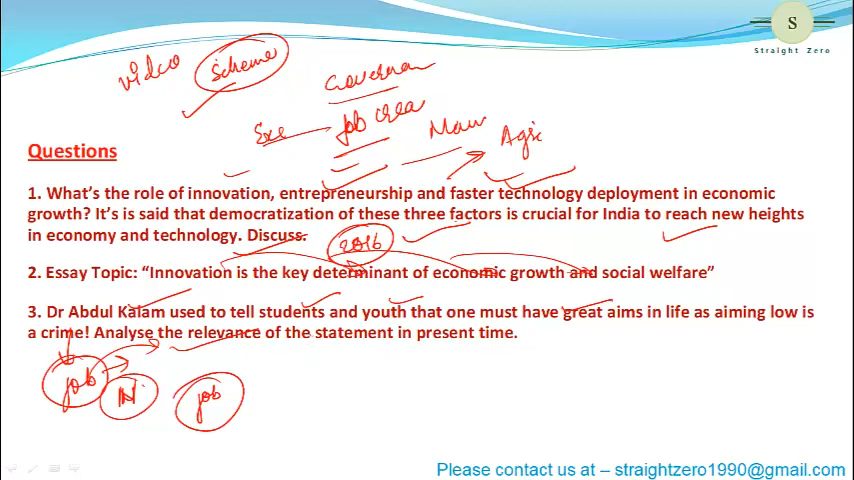 S
Straight Zero
video
Scheme
job crea
Questions
1. What's the role of innovation, entrepreneurship and faster technology deployment in economic
growth? It's is said that democratization of these three factors is crucial for India to reach new heights
in economy and technology. Discuss.
2016
2. Essay Topic: “Innovation is the key determinant of economic growth and social welfare”
3. Dr Abdul Kalam used to tell students and youth that one must have great aims in life as aiming low is
a crime! Analyse the relevance of the statement in present time.
job
job
Please contact us at – straightzero1990@gmail.com